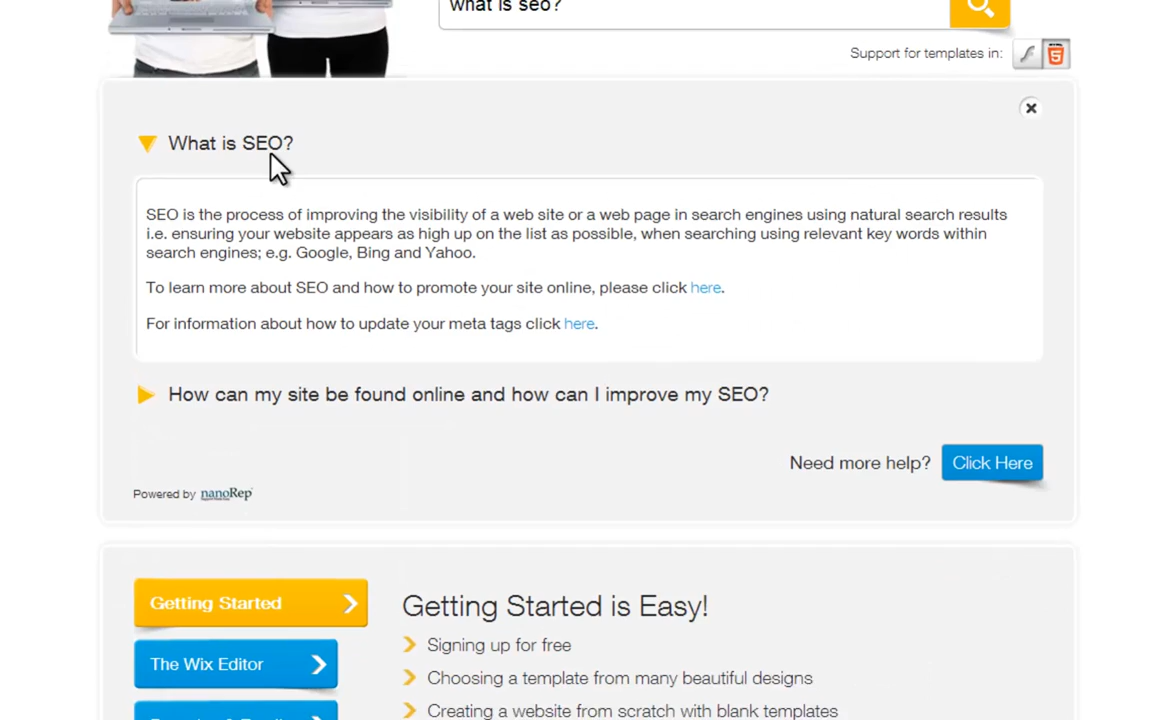 what is seo?
Support for templates in:
What is SEO?
SEO is the process of improving the visibility of a web site or a web page in search engines using natural search results
i.e. ensuring your website appears as high up on the list as possible, when searching using relevant key words within
search engines; e.g. Google, Bing and Yahoo.
To learn more about SEO and how to promote your site online, please click here.
For information about how to update your meta tags click here.
How can my site be found online and how can I improve my SEO?
Need more help? Click Here
Powered by nanoRep
Getting Started
Getting Started is Easy!
Signing up for free
The Wix Editor
Choosing a template from many beautiful designs
Creating a website from scratch with blank templates